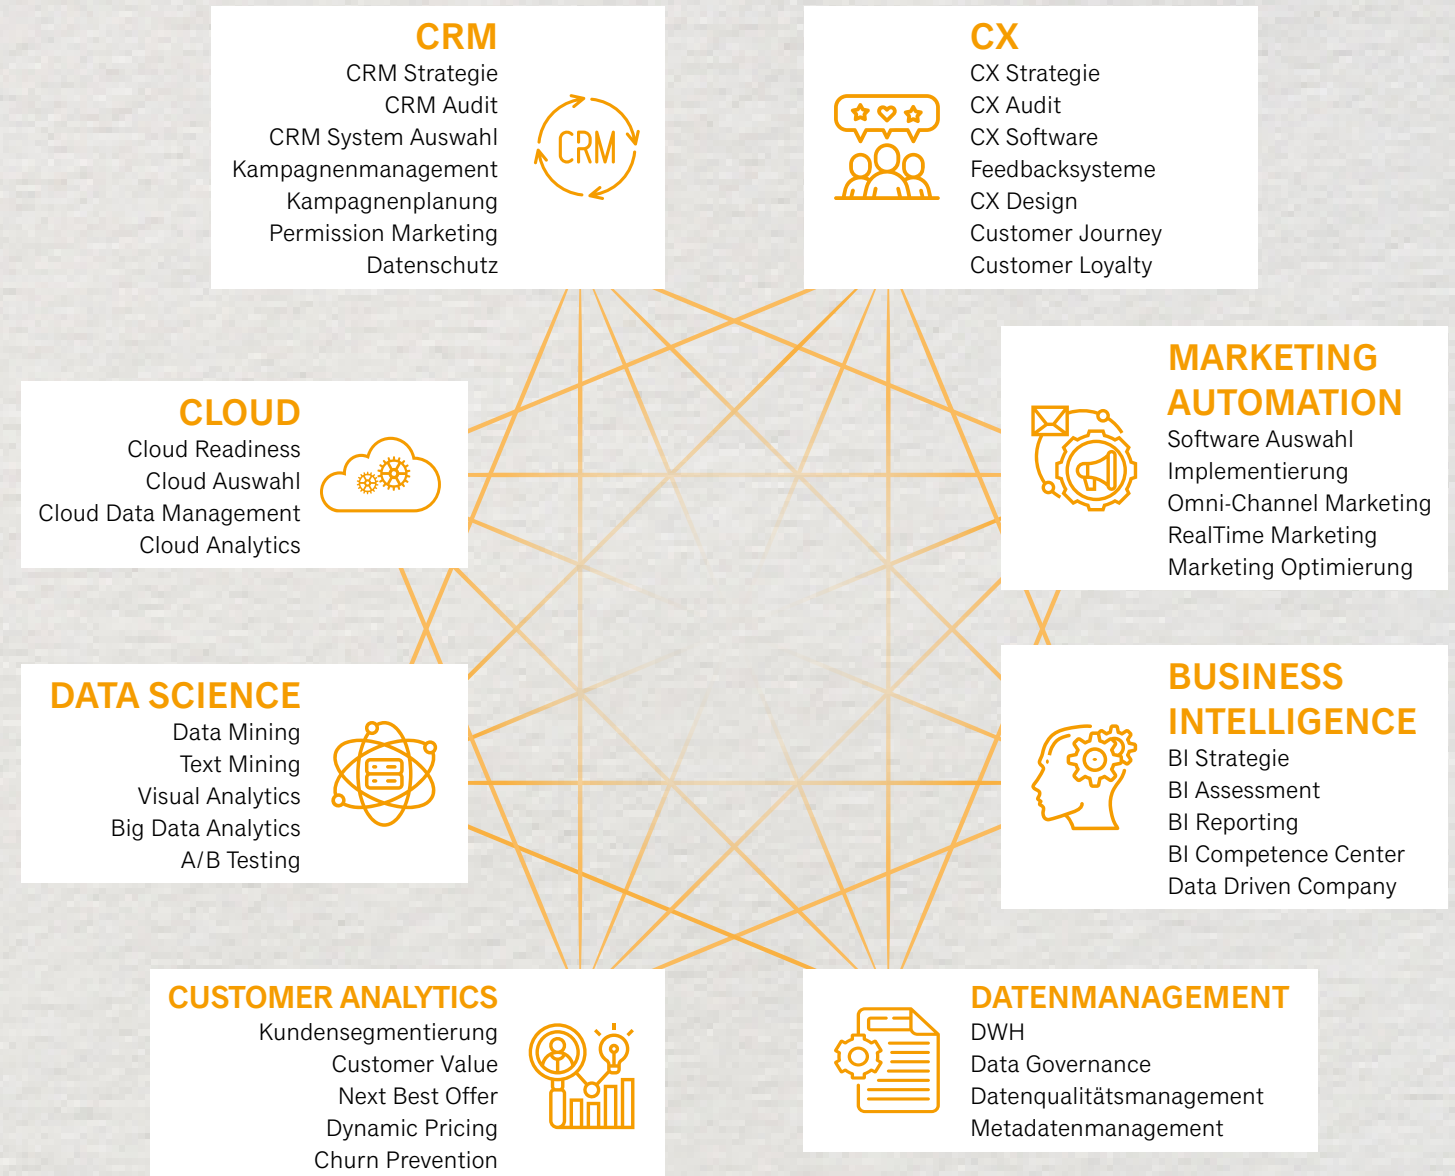 CRM
CRM Strategie
CRM Audit
CRM System Auswahl
Kampagnenmanagement
Kampagnenplanung
Permission Marketing
Datenschutz
CRM
CX
CX Strategie
CX Audit
CX Software
Feedbacksysteme
CX Design
Customer Journey
Customer Loyalty
CLOUD
Cloud Readiness
Cloud Auswahl
Cloud Data Management
Cloud Analytics
MARKETING
AUTOMATION
Software Auswahl
Implementierung
Omni-Channel Marketing
RealTime Marketing
Marketing Optimierung
DATA SCIENCE
Data Mining
Text Mining
Visual Analytics
Big Data Analytics
A/B Testing
BUSINESS
INTELLIGENCE
BI Strategie
BI Assessment
BI Reporting
BI Competence Center
Data Driven Company
CUSTOMER ANALYTICS
Kundensegmentierung
Customer Value
Next Best Offer
Dynamic Pricing
Churn Prevention
DATENMANAGEMENT
DWH
Data Governance
Datenqualitätsmanagement
Metadatenmanagement